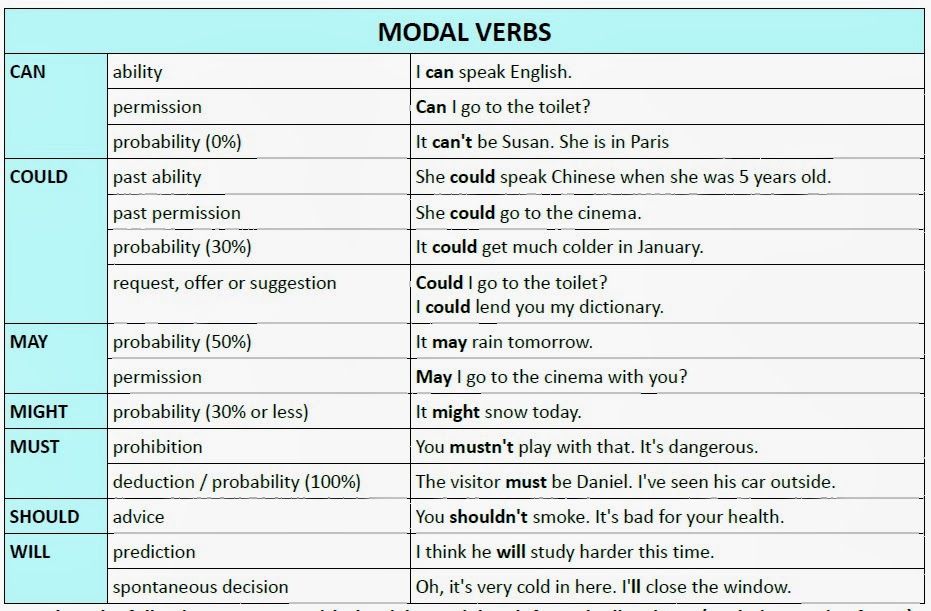 MODAL VERBS
CAN ability I can speak English.
permission Can I go to the toilet?
probability (0%) It can't be Susan. She is in Paris
COULD past ability She could speak Chinese when she was 5 years old.
past permission She could go to the cinema.
probability (30%) It could get much colder in January.
request, offer or suggestion Could I go to the toilet?
I could lend you my dictionary.
MAY probability (50%) It may rain tomorrow.
permission May I go to the cinema with you?
MIGHT probability (30% or less) It might snow today.
MUST prohibition You mustn't play with that. It's dangerous.
deduction / probability (100%) The visitor must be Daniel. I've seen his car outside.
SHOULD advice You shouldn't smoke. It's bad for your health.
WILL prediction I think he will study harder this time.
spontaneous decision Oh, it's very cold in here. I'll close the window.